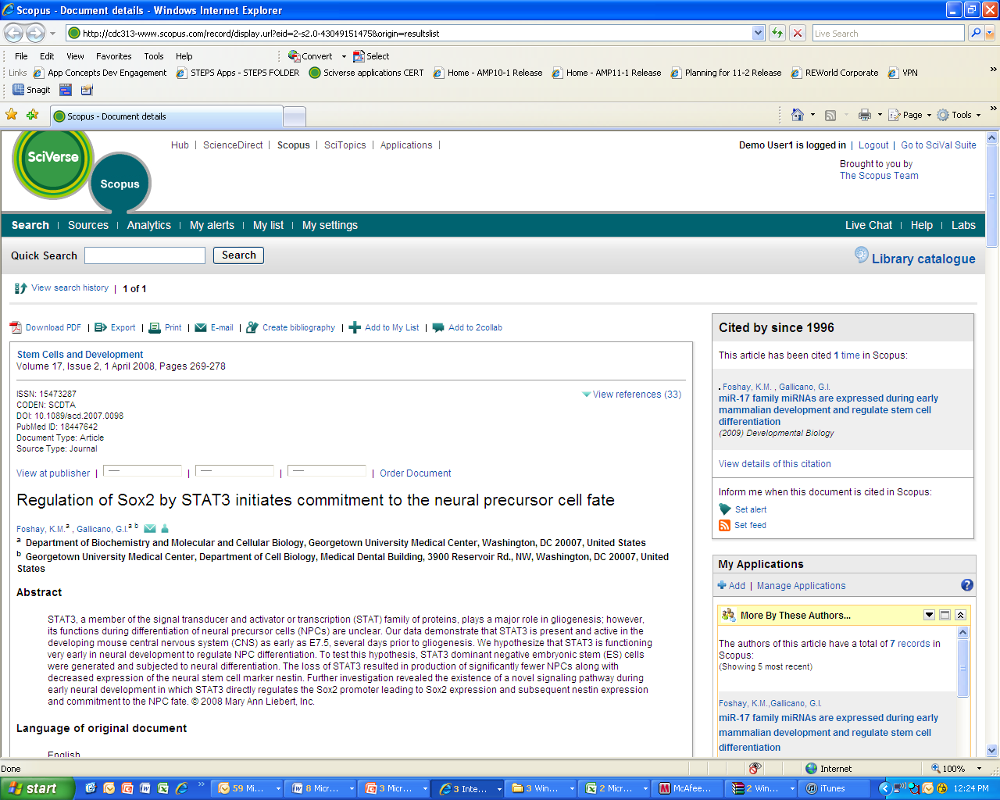 Scopus - Document details - Windows Internet Explorer
http://cdc313-www.scopus.com/record/display.url?eid=2-s2.0-43049151475&origin=resultslist
Live Search
File Edit View Favorites Tools Help Convert Select
Links App Concepts Dev Engagement STEPS Apps - STEPS FOLDER Sciverse applications CERT Home - AMP10-1 Release Home - AMP11-1 Release Planning for 11-2 Release REWorld Corporate VPN
Snagit
Scopus - Document details
Page Tools
SciVerse
Scopus
Hub | ScienceDirect | Scopus | SciTopics | Applications |
Demo User1 is logged in | Logout | Go to SciVal Suite
Brought to you by
The Scopus Team
Search | Sources | Analytics | My alerts | My list | My settings
Live Chat | Help | Labs
Quick Search Search
Library catalogue
View search history | 1 of 1
Download PDF | Export | Print | E-mail | Create bibliography | Add to My List | Add to 2collab
Stem Cells and Development
Volume 17, Issue 2, 1 April 2008, Pages 269-278
ISSN: 15473287
View references (33)
CODEN: SCDTA
DOI: 10.1089/scd.2007.0098
PubMed ID: 18447642
Document Type: Article
Source Type: Journal
View at publisher | | | | Order Document
Regulation of Sox2 by STAT3 initiates commitment to the neural precursor cell fate
Foshay, K.M.a , Gallicano, G.I.a b
a Department of Biochemistry and Molecular and Cellular Biology, Georgetown University Medical Center, Washington, DC 20007, United States
b Georgetown University Medical Center, Department of Cell Biology, Medical Dental Building, 3900 Reservoir Rd., NW, Washington, DC 20007, United
States
Abstract
STAT3, a member of the signal transducer and activator or transcription (STAT) family of proteins, plays a major role in gliogenesis; however,
its functions during differentiation of neural precursor cells (NPCs) are unclear. Our data demonstrate that STAT3 is present and active in the
developing mouse central nervous system (CNS) as early as E7.5, several days prior to gliogenesis. We hypothesize that STAT3 is functioning
very early in neural development to regulate NPC differentiation. To test this hypothesis, STAT3 dominant negative embryonic stem (ES) cells
were generated and subjected to neural differentiation. The loss of STAT3 resulted in production of significantly fewer NPCs along with
decreased expression of the neural stem cell marker nestin. Further investigation revealed the existence of a novel signaling pathway during
early neural development in which STAT3 directly regulates the Sox2 promoter leading to Sox2 expression and subsequent nestin expression
and commitment to the NPC fate. © 2008 Mary Ann Liebert, Inc.
Language of original document
English
Cited by since 1996
This article has been cited 1 time in Scopus:
. Foshay, K.M. , Gallicano, G.I.
miR-17 family miRNAs are expressed during early
mammalian development and regulate stem cell
differentiation
(2009) Developmental Biology
View details of this citation
Inform me when this document is cited in Scopus:
Set alert
Set feed
My Applications
Add | Manage Applications
More By These Authors...
The authors of this article have a total of 7 records in
Scopus:
(Showing 5 most recent)
Foshay, K.M.,Gallicano, G.I.
miR-17 family miRNAs are expressed during early
mammalian development and regulate stem cell
differentiation
Done
Internet
100%
start
59 Mi...
8 Micr...
3 Micr...
3 Inte...
3 Win...
2 Micr...
McAfee...
2 Win...
iTunes
12:24 PM